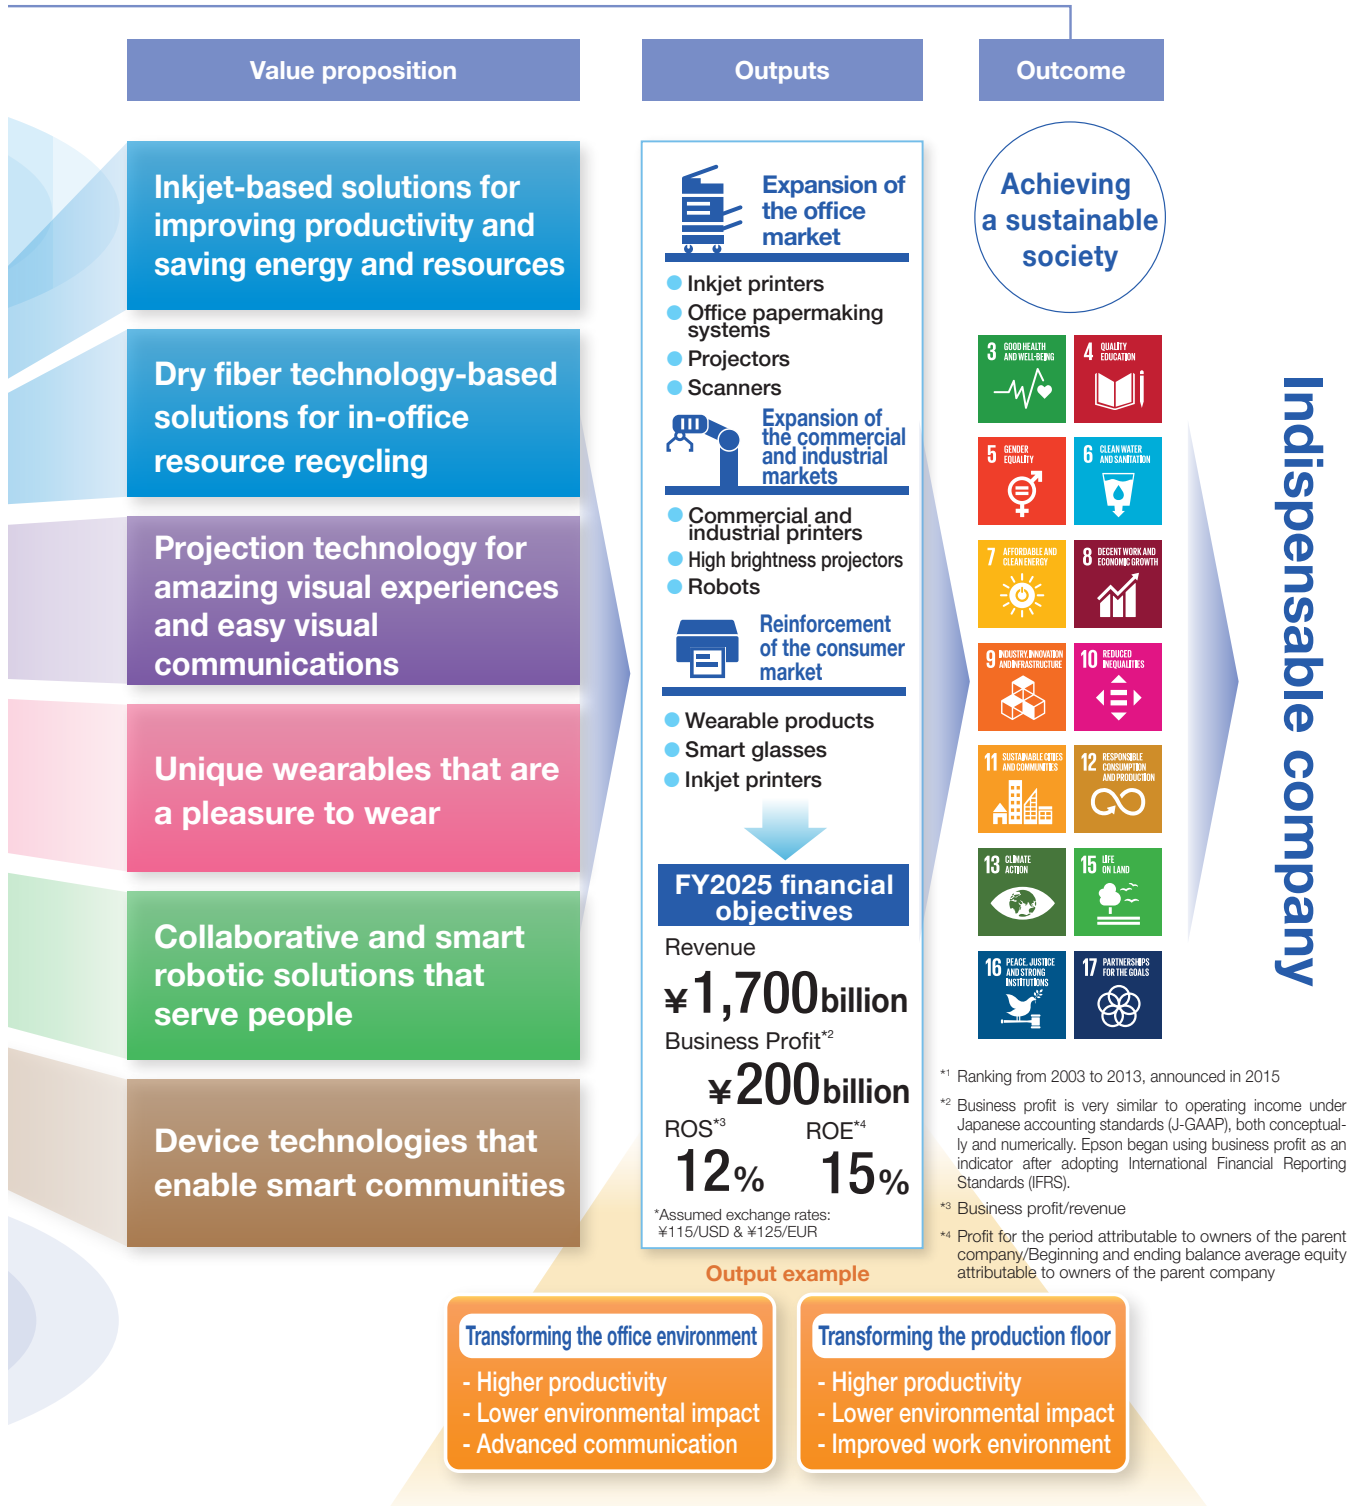 Value proposition
Outputs
Outcome
Inkjet-based solutions for
improving productivity and
saving energy and resources
Dry fiber technology-based
solutions for in-office
resource recycling
Projection technology for
amazing visual experiences
and easy visual
communications
Unique wearables that are
a pleasure to wear
Collaborative and smart
robotic solutions that
serve people
Device technologies that
enable smart communities
Expansion of
the office
market
Inkjet printers
Office papermaking
systems
Projectors
Scanners
Expansion of
the commercial
and industrial
markets
Commercial and
industrial printers
High brightness projectors
Robots
Reinforcement
of the consumer
market
Wearable products
Smart glasses
Inkjet printers
FY2025 financial
objectives
Revenue
¥1,700billion
Business Profit*2
¥200billion
ROS*3
12%
ROE*4
15%
*Assumed exchange rates:
¥115/USD & ¥125/EUR
Achieving
a sustainable
society
3 GOOD HEALTH
AND WELL-BEING
4 QUALITY
EDUCATION
5 GENDER
EQUALITY
6 CLEAN WATER
AND SANITATION
7 AFFORDABLE AND
CLEAN ENERGY
8 DECENT WORK AND
ECONOMIC GROWTH
9 INDUSTRY, INNOVATION
AND INFRASTRUCTURE
10 REDUCED
INEQUALITIES
11 SUSTAINABLE CITIES
AND COMMUNITIES
12 RESPONSIBLE
CONSUMPTION
AND PRODUCTION
13 CLIMATE
ACTION
15 LIFE
ON LAND
16 PEACE, JUSTICE
AND STRONG
INSTITUTIONS
17 PARTNERSHIPS
FOR THE GOALS
Indispensable company
*1 Ranking from 2003 to 2013, announced in 2015
*2 Business profit is very similar to operating income under
Japanese accounting standards (J-GAAP), both conceptual-
ly and numerically. Epson began using business profit as an
indicator after adopting International Financial Reporting
Standards (IFRS).
*3 Business profit/revenue
*4 Profit for the period attributable to owners of the parent
company/Beginning and ending balance average equity
attributable to owners of the parent company
Output example
Transforming the office environment
- Higher productivity
- Lower environmental impact
- Advanced communication
Transforming the production floor
- Higher productivity
- Lower environmental impact
- Improved work environment